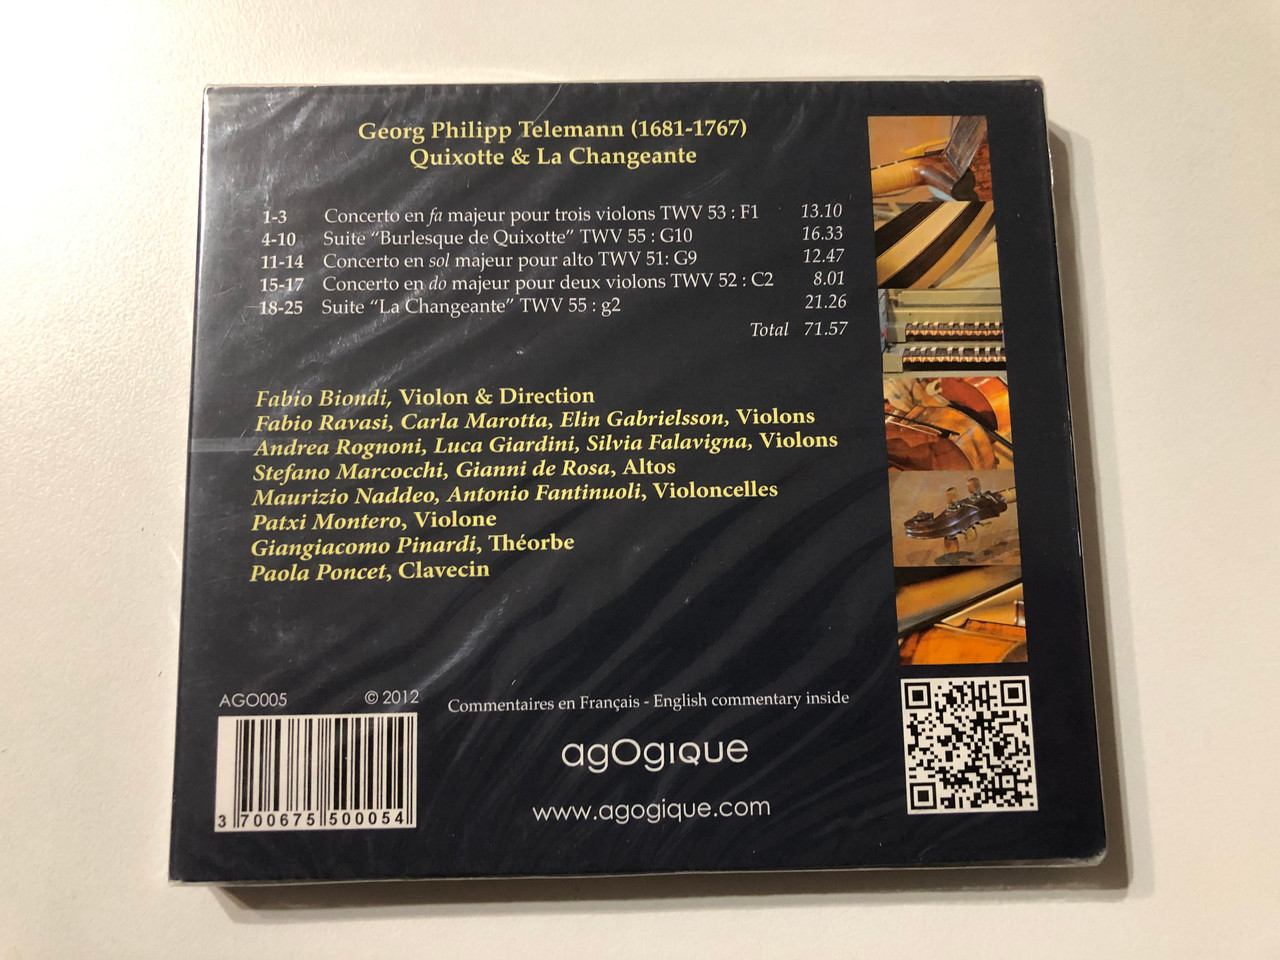 Georg Philipp Telemann (1681-1767)
Quixotte & La Changeante
1-3 Concerto en fa majeur pour trois violons TWV 53 : F1 13.10
4-10 Suite “Burlesque de Quixotte” TWV 55 : G10 16.33
11-14 Concerto en sol majeur pour alto TWV 51: G9 12.47
15-17 Concerto en do majeur pour deux violons TWV 52 : C2 8.01
18-25 Suite “La Changeante” TWV 55 : g2 21.26
Total 71.57
Fabio Biondi, Violon & Direction
Fabio Ravasi, Carla Marotta, Elin Gabrielsson, Violons
Andrea Rognoni, Luca Giardini, Silvia Falavigna, Violons
Stefano Marcocchi, Gianni de Rosa, Altos
Maurizio Naddeo, Antonio Fantinuoli, Violoncelles
Patxi Montero, Violone
Giangiacomo Pinardi, Théorbe
Paola Poncet, Clavecin
AGO005 © 2012
Commentaires en Français - English commentary inside
agOgique
www.agogique.com
3 700675 500054